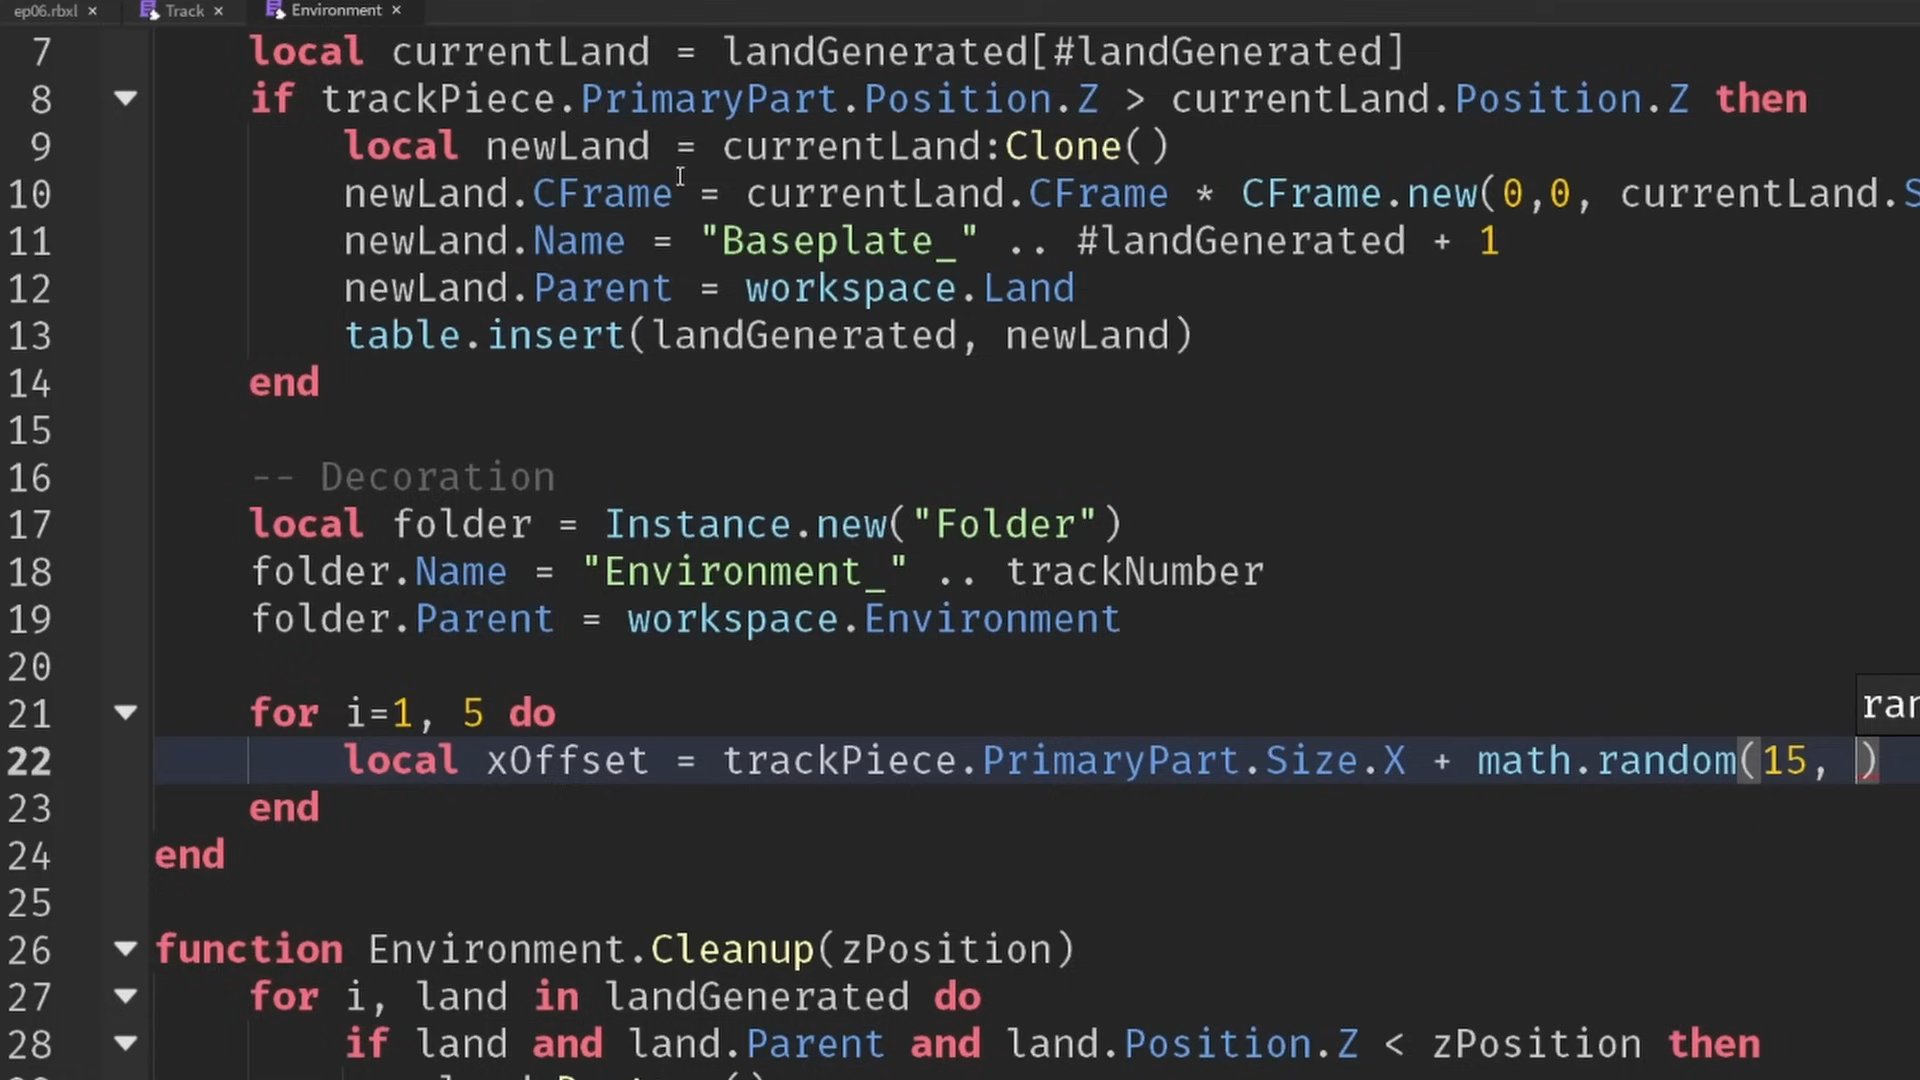 ep06.rbxl × Track × Environment ×
7 local currentLand = landGenerated[#landGenerated]
8 if trackPiece.PrimaryPart.Position.Z > currentLand.Position.Z then
9 local newLand = currentLand:Clone()
10 newLand.CFrame = currentLand.CFrame * CFrame.new(0,0, currentLand.S
11 newLand.Name = "Baseplate_" .. #landGenerated + 1
12 newLand.Parent = workspace.Land
13 table.insert(landGenerated, newLand)
14 end
15
16 -- Decoration
17 local folder = Instance.new("Folder")
18 folder.Name = "Environment_" .. trackNumber
19 folder.Parent = workspace.Environment
20
ran
21 for i=1, 5 do
22 local xOffset = trackPiece.PrimaryPart.Size.X + math.random(15, )
23 end
24 end
25
26 function Environment.Cleanup(zPosition)
27 for i, land in landGenerated do
28 if land and land.Parent and land.Position.Z < zPosition then